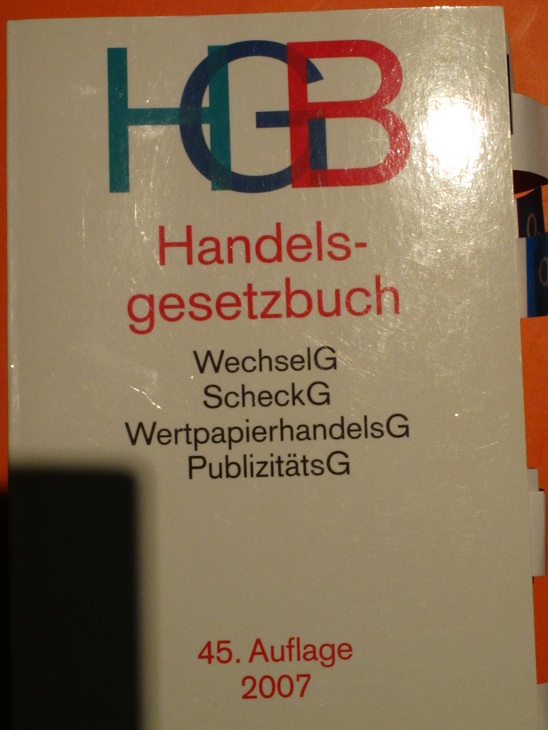 HGB
Handels-
gesetzbuch
WechselG
ScheckG
WertpapierhandelsG
PublizitätsG
45. Auflage
2007